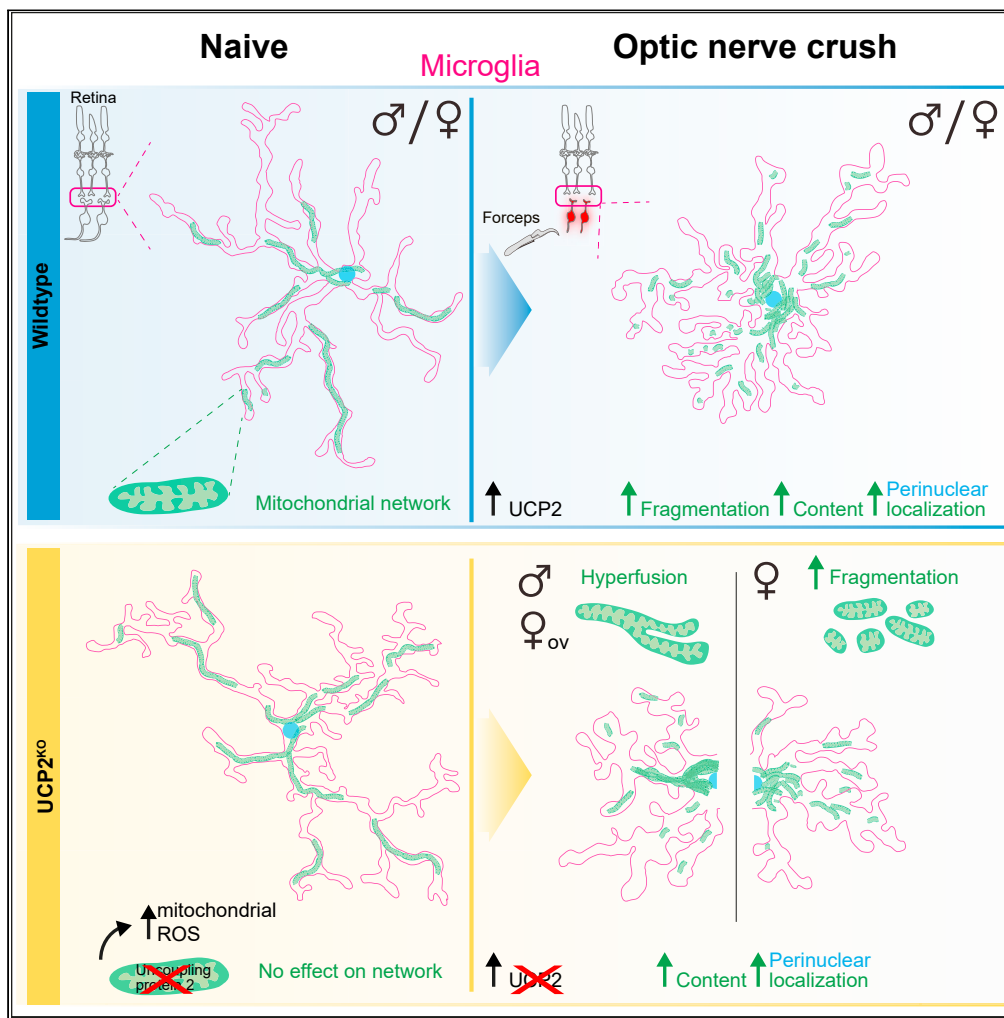 Naive
Optic nerve crush
Microglia
Wildtype
Retina
♂/♀
Mitochondrial network
♂/♀
Forceps
↑ UCP2
↑ Fragmentation
↑ Content
↑ Perinuclear
localization
UCP2ᴷᴼ
↑ mitochondrial
ROS
Uncoupling
protein 2
No effect on network
♂
♀ov
Hyperfusion
♀
↑ Fragmentation
↑ UCP2
↑ Content
↑ Perinuclear
localization